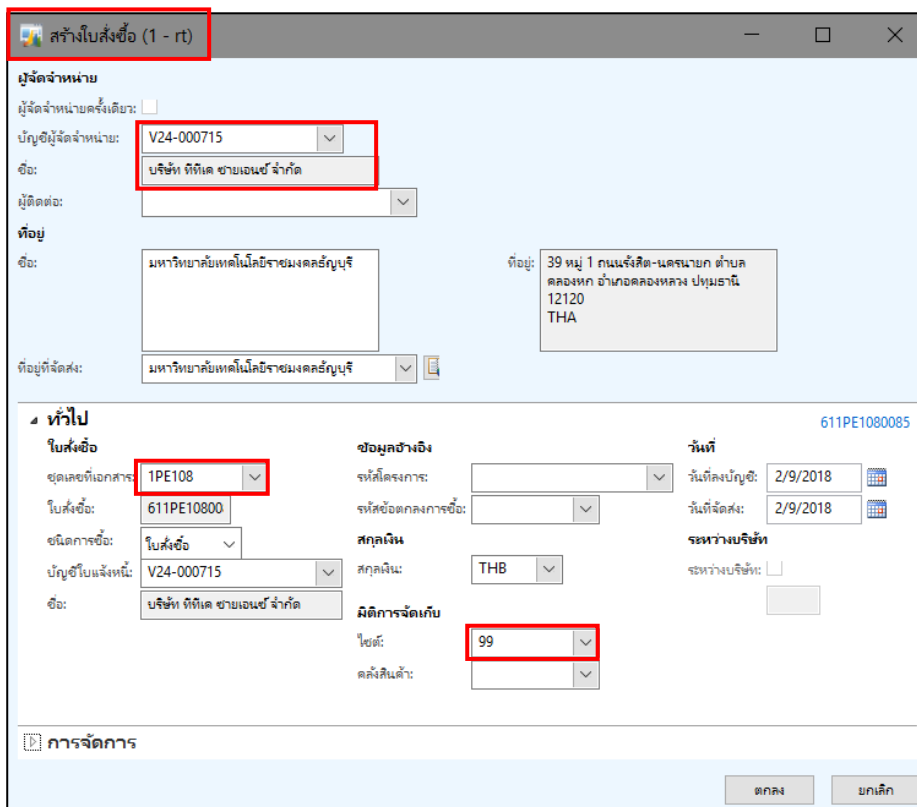 สร้างใบสั่งซื้อ (1 - rt)
ผู้จัดจำหน่าย
ผู้จัดจำหน่ายครั้งเดียว:
บัญชีผู้จัดจำหน่าย: V24-000715
ชื่อ: บริษัท ทีทีเค ซายเอนซ์ จำกัด
ผู้ติดต่อ:
ที่อยู่
ชื่อ: มหาวิทยาลัยเทคโนโลยีราชมงคลธัญบุรี ที่อยู่: 39 หมู่ 1 ถนนรังสิต-นครนายก ตำบล
คลองหก อำเภอคลองหลวง ปทุมธานี
12120
THA
ที่อยู่ที่จัดส่ง: มหาวิทยาลัยเทคโนโลยีราชมงคลธัญบุรี
ทั่วไป 611PE1080085
ใบสั่งซื้อ ข้อมูลอ้างอิง วันที่
ชุดเลขที่เอกสาร: 1PE108 รหัสโครงการ: วันที่ลงบัญชี: 2/9/2018
ใบสั่งซื้อ: 611PE10800 รหัสข้อตกลงการซื้อ: วันที่จัดส่ง: 2/9/2018
ชนิดการซื้อ: ใบสั่งซื้อ สกุลเงิน ระหว่างบริษัท
บัญชีใบแจ้งหนี้: V24-000715 สกุลเงิน: THB ระหว่างบริษัท:
ชื่อ: บริษัท ทีทีเค ซายเอนซ์ จำกัด มิติการจัดเก็บ
ไซต์: 99
คลังสินค้า:
การจัดการ
ตกลง ยกเลิก